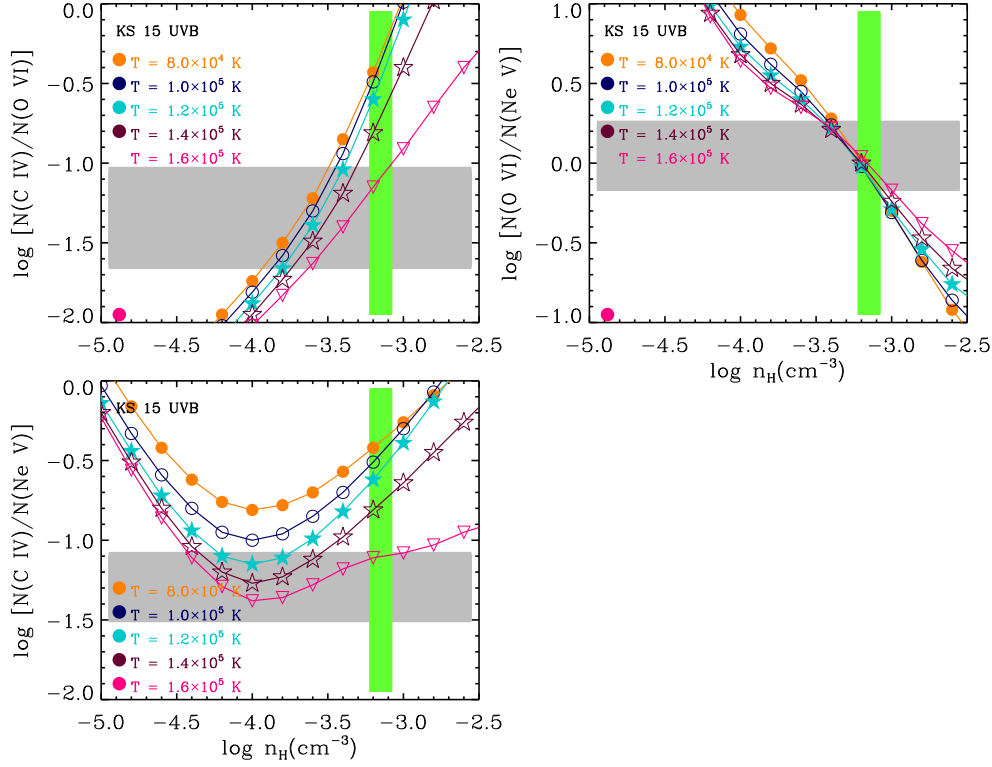 log [N(C IV)/N(O VI)]
0.0
−0.5
−1.0
−1.5
−2.0
KS 15 UVB
T = 8.0×10⁴ K
T = 1.0×10⁵ K
T = 1.2×10⁵ K
T = 1.4×10⁵ K
T = 1.6×10⁵ K
−5.0 −4.5 −4.0 −3.5 −3.0 −2.5
log [N(O VI)/N(Ne V)]
1.0
0.5
0.0
−0.5
−1.0
KS 15 UVB
T = 8.0×10⁴ K
T = 1.0×10⁵ K
T = 1.2×10⁵ K
T = 1.4×10⁵ K
T = 1.6×10⁵ K
−5.0 −4.5 −4.0 −3.5 −3.0 −2.5
log n_H(cm⁻³)
log [N(C IV)/N(Ne V)]
0.0
−0.5
−1.0
−1.5
−2.0
KS 15 UVB
T = 8.0×10⁴ K
T = 1.0×10⁵ K
T = 1.2×10⁵ K
T = 1.4×10⁵ K
T = 1.6×10⁵ K
−5.0 −4.5 −4.0 −3.5 −3.0 −2.5
log n_H(cm⁻³)